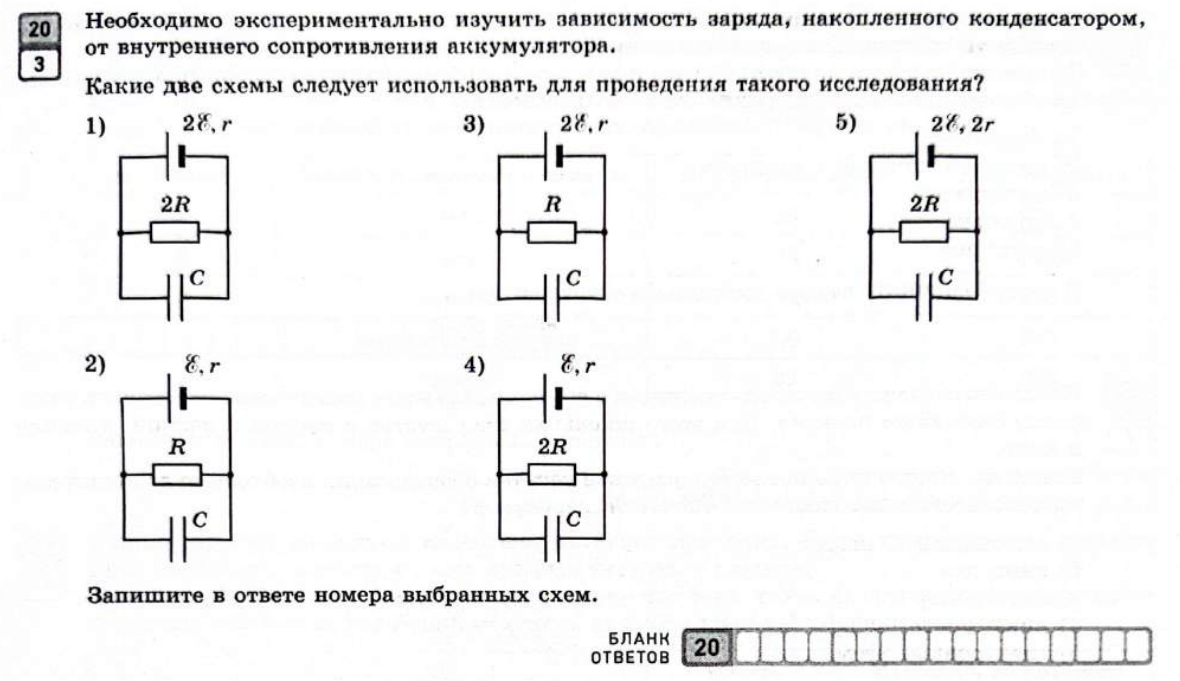 20
3
Необходимо экспериментально изучить зависимость заряда, накопленного конденсатором,
от внутреннего сопротивления аккумулятора.
Какие две схемы следует использовать для проведения такого исследования?
1) 2ℰ, r
2R
C
3) 2ℰ, r
R
C
5) 2ℰ, 2r
2R
C
2) ℰ, r
R
C
4) ℰ, r
2R
C
Запишите в ответе номера выбранных схем.
БЛАНК
ОТВЕТОВ 20